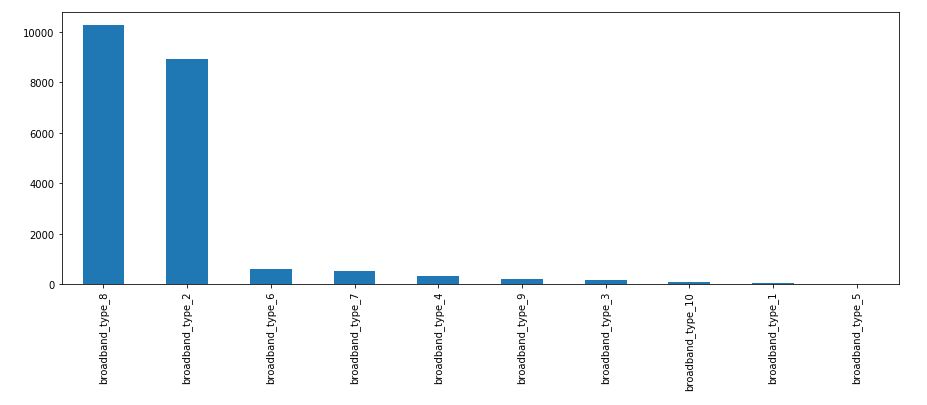 10000
8000
6000
4000
2000
0
broadband_type_8
broadband_type_2
broadband_type_6
broadband_type_7
broadband_type_4
broadband_type_9
broadband_type_3
broadband_type_10
broadband_type_1
broadband_type_5